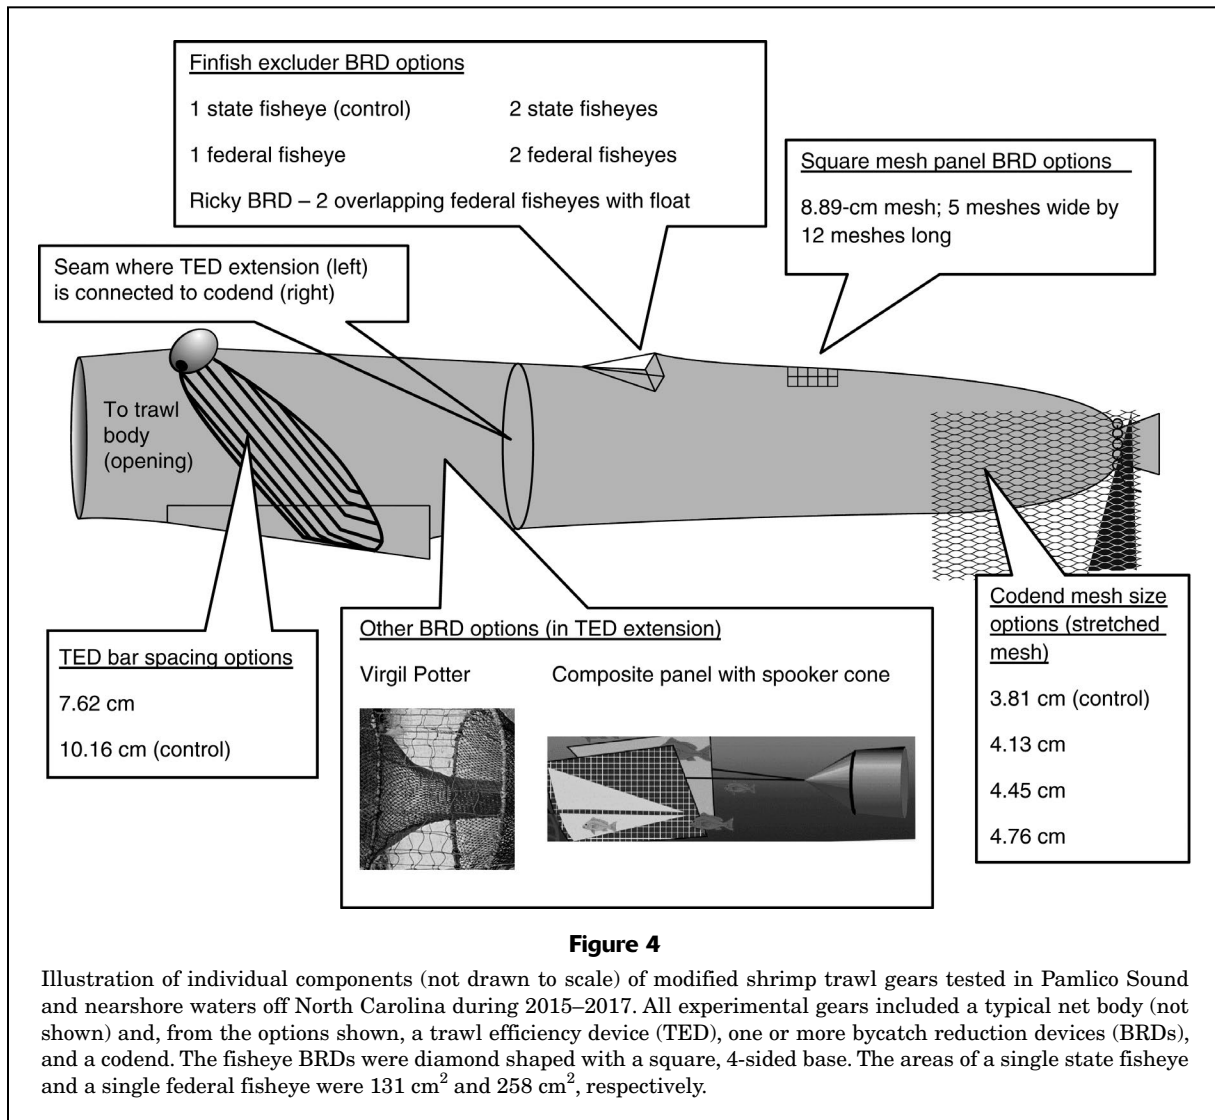 Finfish excluder BRD options
1 state fisheye (control)
2 state fisheyes
1 federal fisheye
2 federal fisheyes
Ricky BRD – 2 overlapping federal fisheyes with float
Square mesh panel BRD options
8.89-cm mesh; 5 meshes wide by
12 meshes long
Seam where TED extension (left)
is connected to codend (right)
To trawl
body
(opening)
TED bar spacing options
7.62 cm
10.16 cm (control)
Other BRD options (in TED extension)
Virgil Potter
Composite panel with spooker cone
Codend mesh size
options (stretched
mesh)
3.81 cm (control)
4.13 cm
4.45 cm
4.76 cm
Figure 4
Illustration of individual components (not drawn to scale) of modified shrimp trawl gears tested in Pamlico Sound
and nearshore waters off North Carolina during 2015–2017. All experimental gears included a typical net body (not
shown) and, from the options shown, a trawl efficiency device (TED), one or more bycatch reduction devices (BRDs),
and a codend. The fisheye BRDs were diamond shaped with a square, 4-sided base. The areas of a single state fisheye
and a single federal fisheye were 131 cm² and 258 cm², respectively.